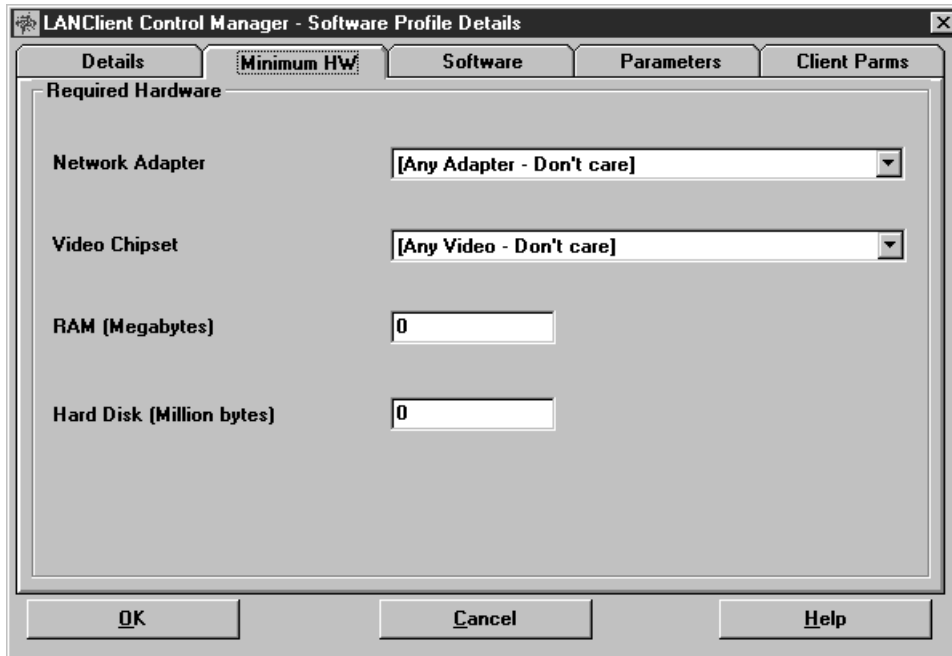 LANClient Control Manager - Software Profile Details
Details Minimum HW Software Parameters Client Parms
Required Hardware
Network Adapter [Any Adapter - Don't care]
Video Chipset [Any Video - Don't care]
RAM (Megabytes) 0
Hard Disk (Million bytes) 0
OK Cancel Help